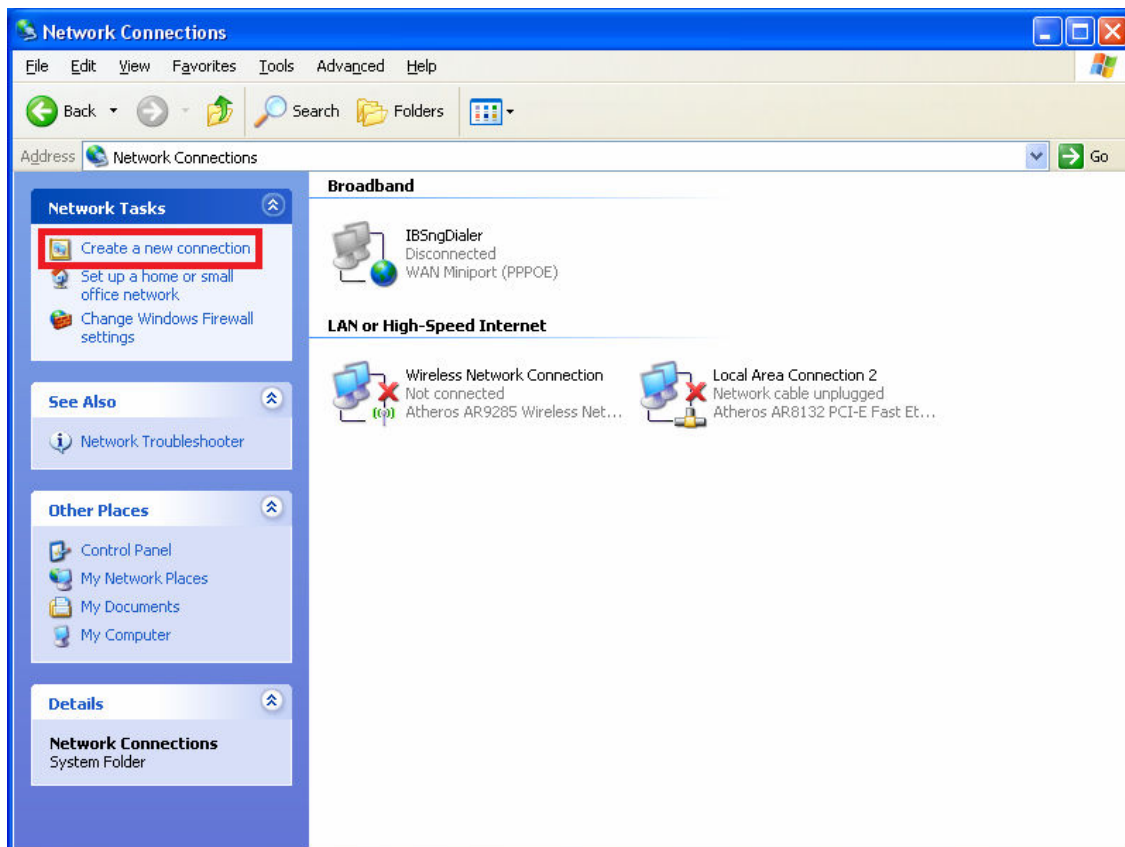 Network Connections
File Edit View Favorites Tools Advanced Help
Back Search Folders
Address Network Connections Go
Network Tasks
Create a new connection
Set up a home or small
office network
Change Windows Firewall
settings
See Also
Network Troubleshooter
Other Places
Control Panel
My Network Places
My Documents
My Computer
Details
Network Connections
System Folder
Broadband
IBSngDialer
Disconnected
WAN Miniport (PPPOE)
LAN or High-Speed Internet
Wireless Network Connection
Not connected
Atheros AR9285 Wireless Net...
Local Area Connection 2
Network cable unplugged
Atheros AR8132 PCI-E Fast Et...